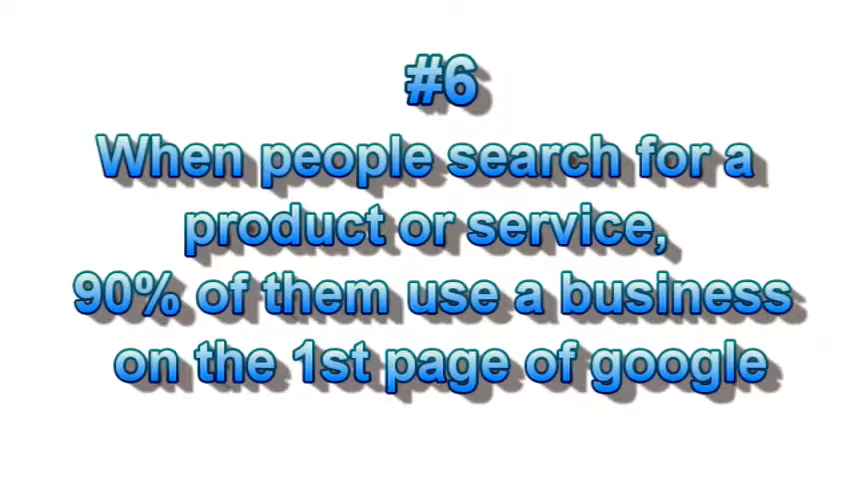 #6
When people search for a
product or service,
90% of them use a business
on the 1st page of google